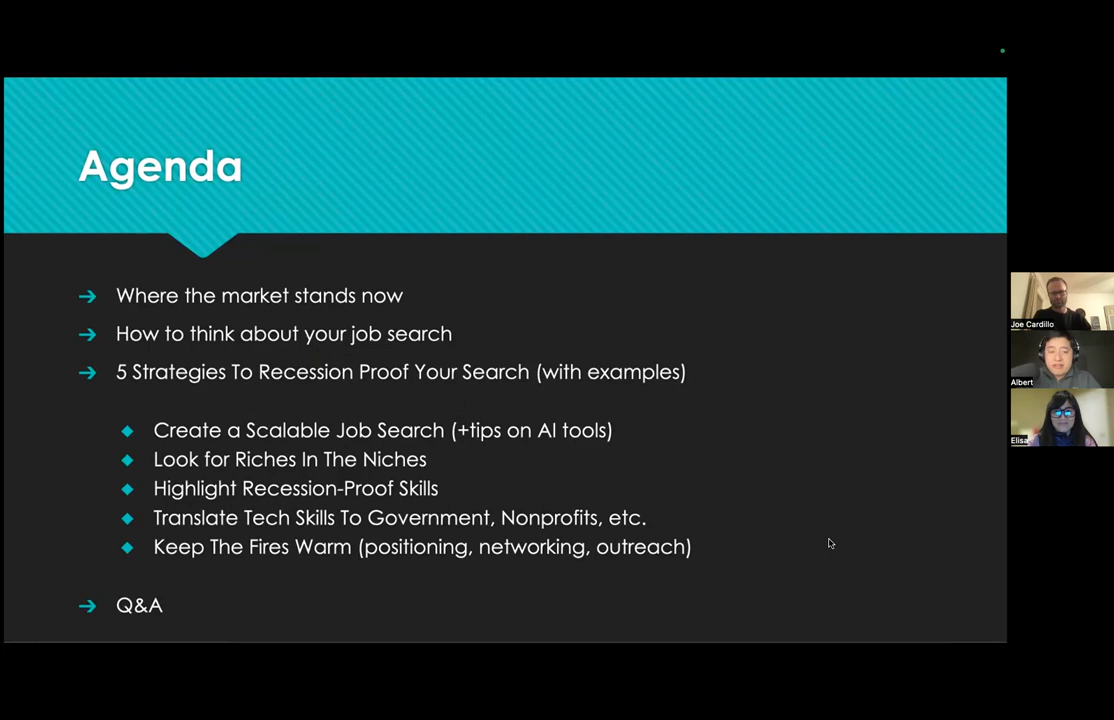 Agenda
Where the market stands now
How to think about your job search
5 Strategies To Recession Proof Your Search (with examples)
Create a Scalable Job Search (+tips on AI tools)
Look for Riches In The Niches
Highlight Recession-Proof Skills
Translate Tech Skills To Government, Nonprofits, etc.
Keep The Fires Warm (positioning, networking, outreach)
Q&A
Joe Cardillo
Albert
Elisa